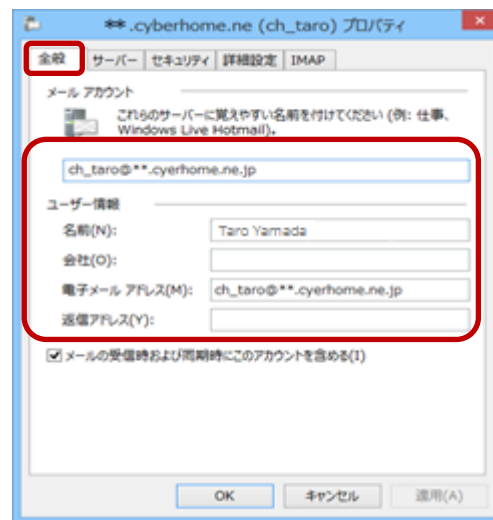 **.cyberhome.ne (ch_taro) プロパティ
全般 サーバー セキュリティ 詳細設定 IMAP
メール アカウント
これらのサーバーに覚えやすい名前を付けてください (例: 仕事、
Windows Live Hotmail)。
ch_taro@**.cyerhome.ne.jp
ユーザー情報
名前(N): Taro Yamada
会社(O):
電子メール アドレス(M): ch_taro@**.cyerhome.ne.jp
返信アドレス(Y):
メールの受信時および同期時にこのアカウントを含める(I)
OK キャンセル 適用(A)